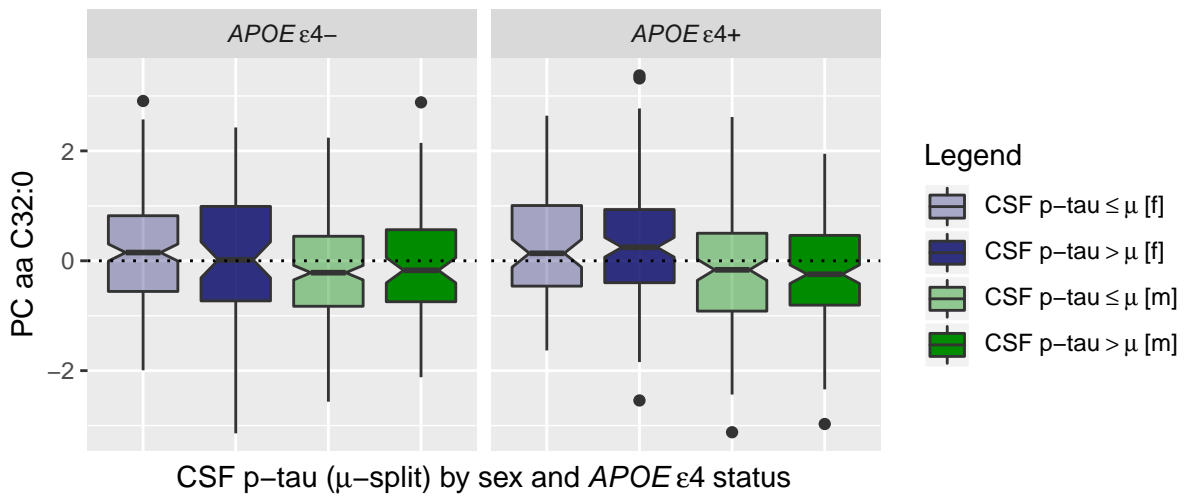 APOE ε4− APOE ε4+
2
0
−2
PC aa C32:0
CSF p−tau (μ−split) by sex and APOE ε4 status
Legend
CSF p−tau ≤ μ [f]
CSF p−tau > μ [f]
CSF p−tau ≤ μ [m]
CSF p−tau > μ [m]